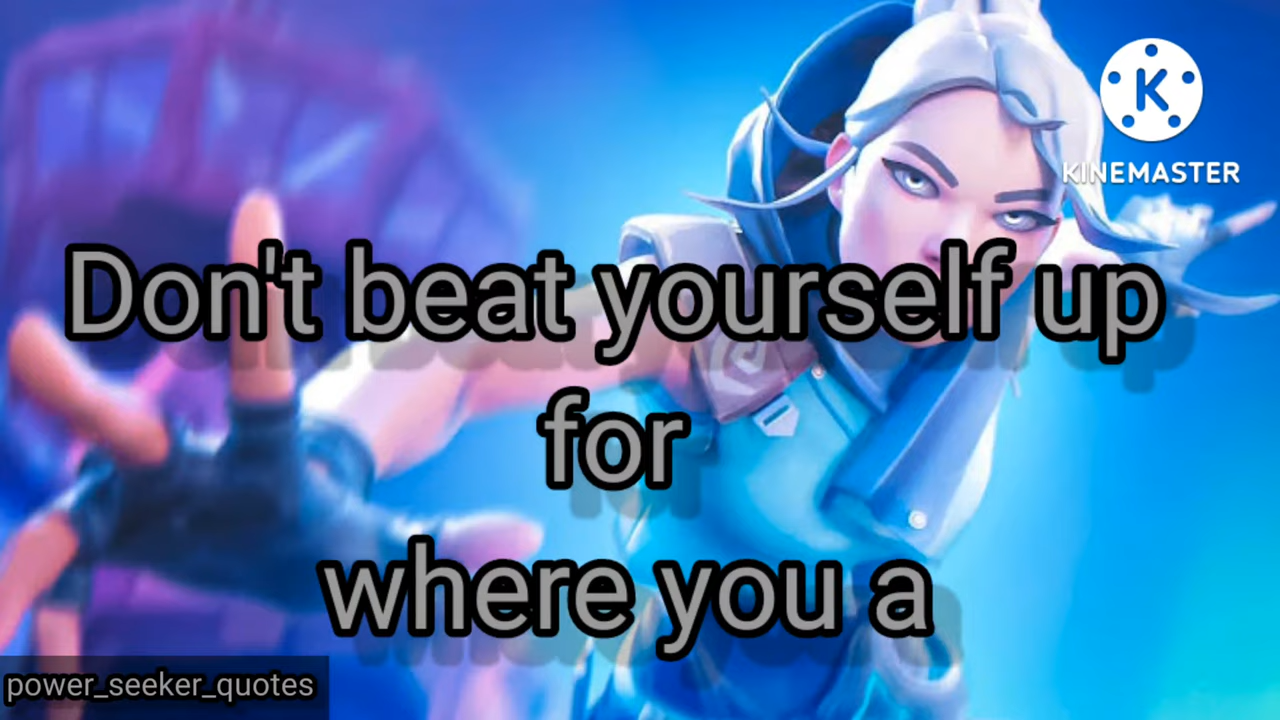 K
KINEMASTER
Don't beat yourself up
for
where you a
power_seeker_quotes